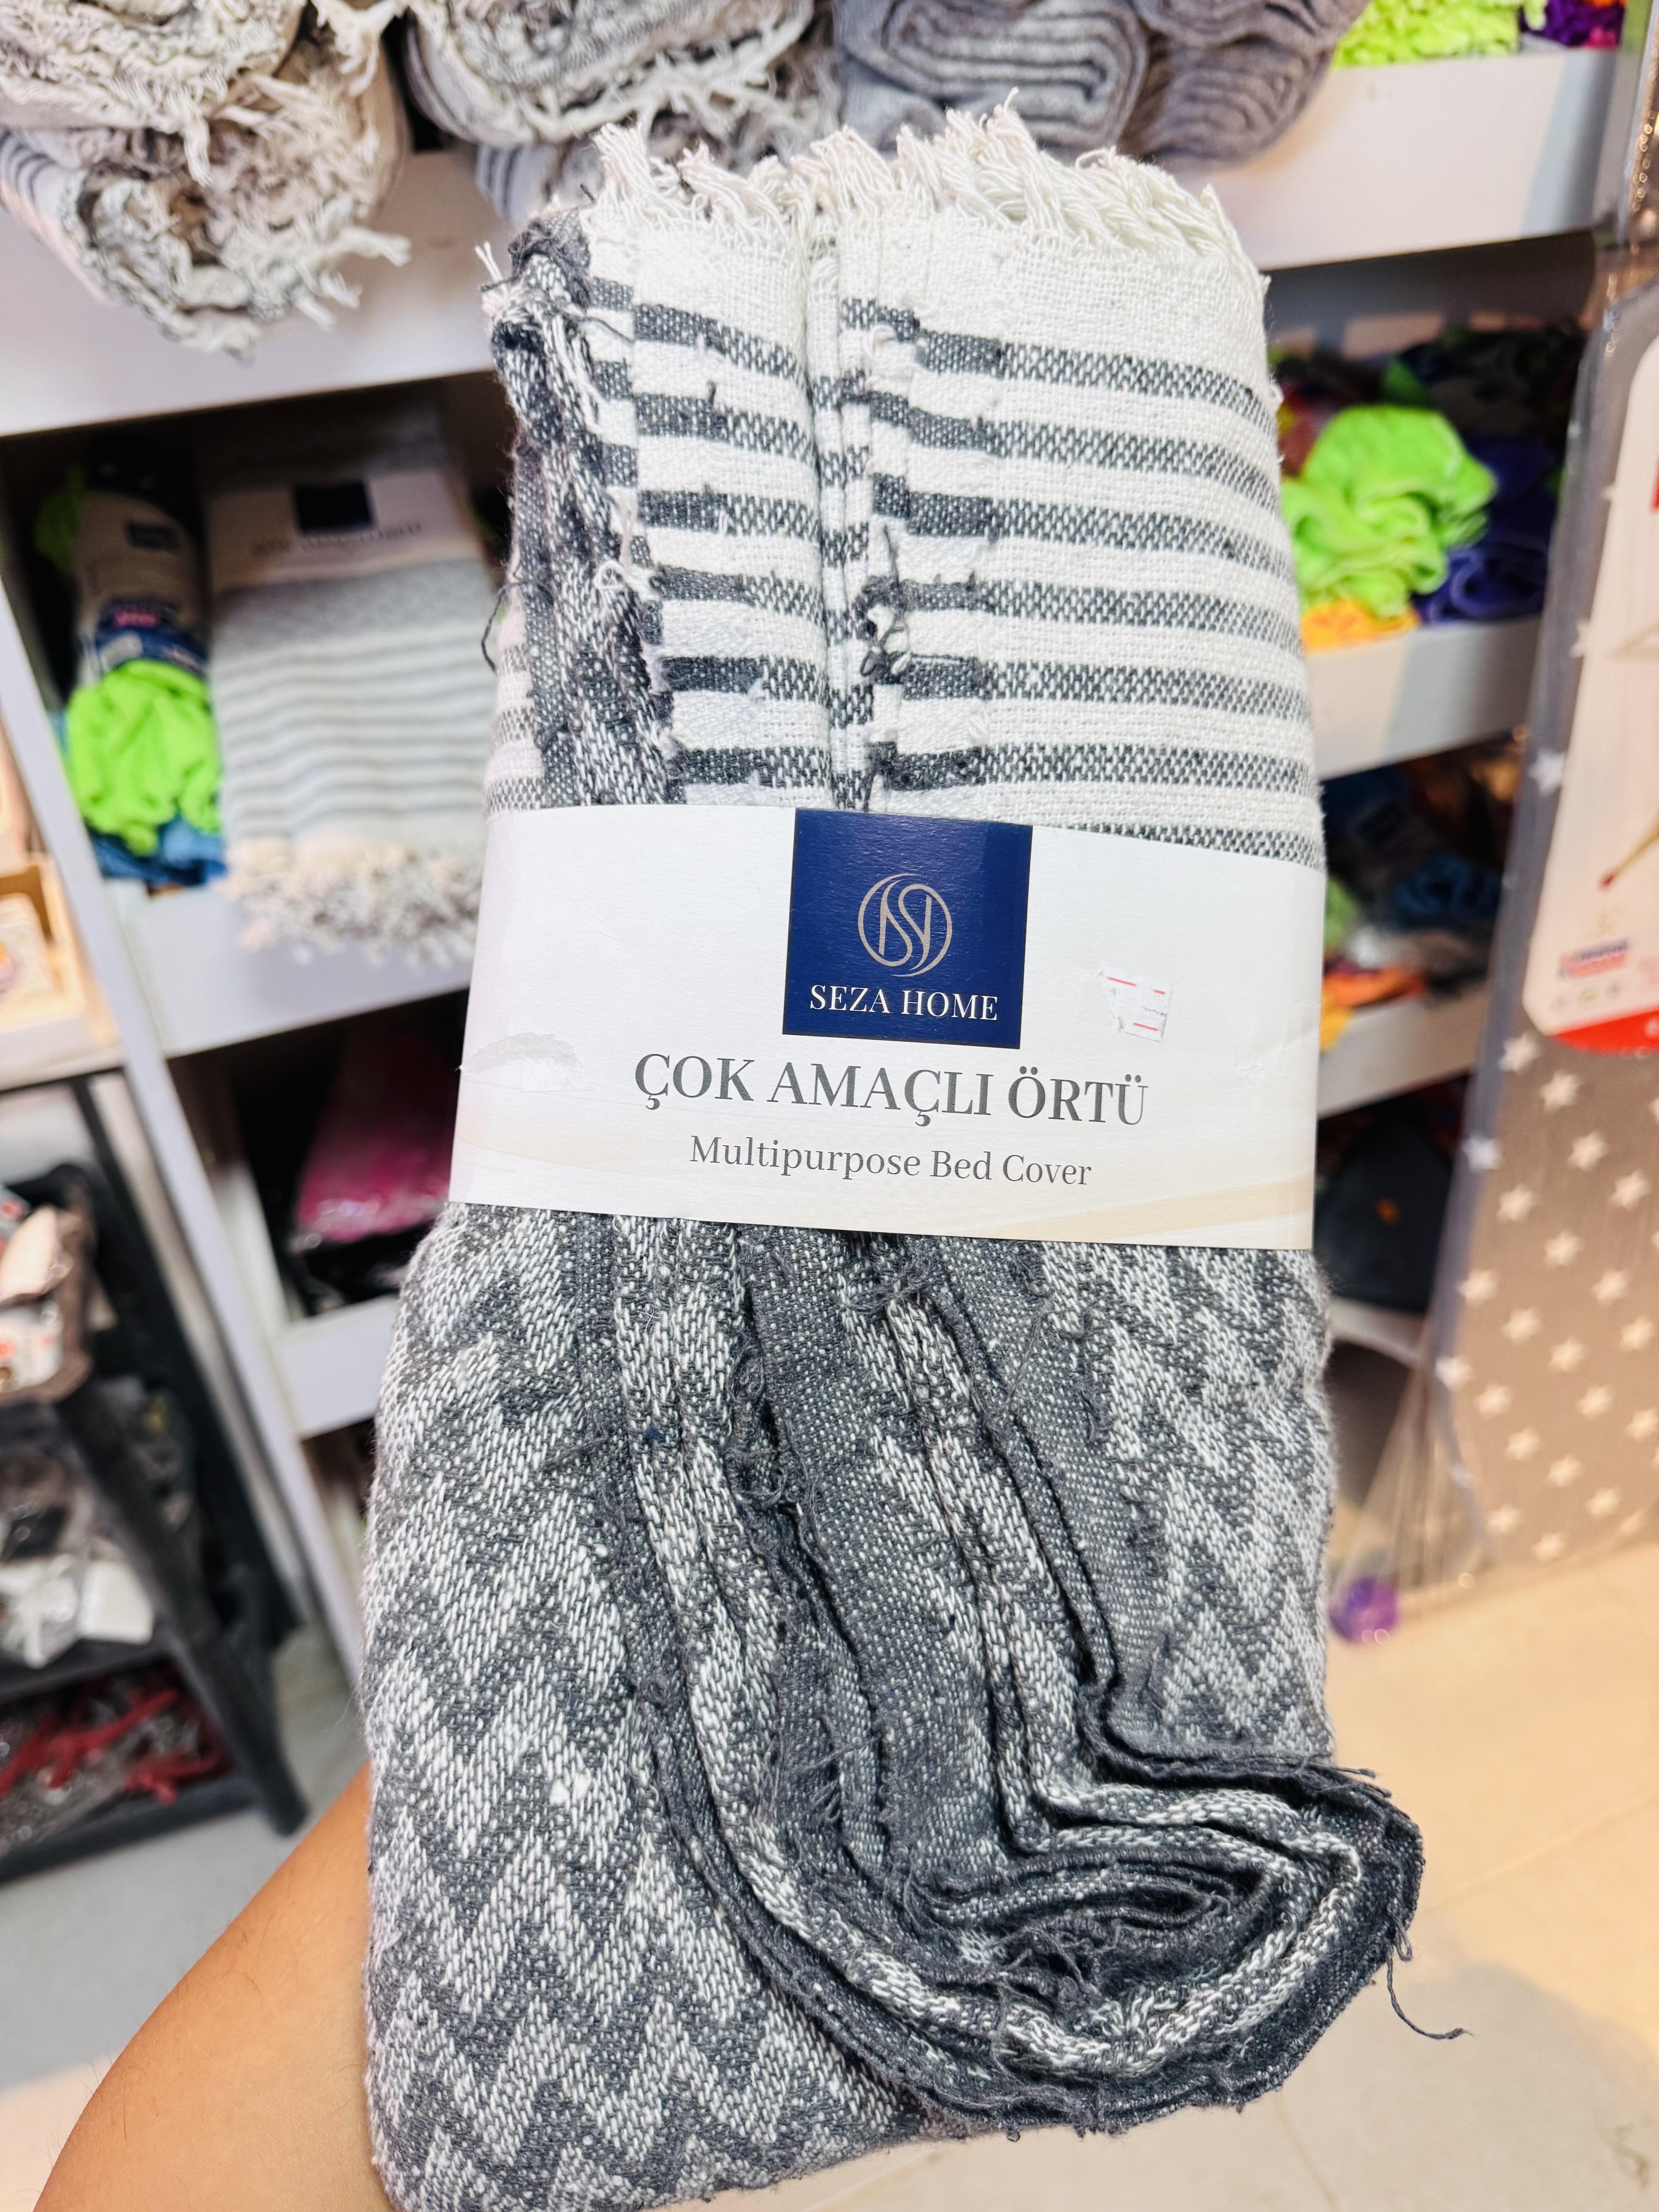 SEZA HOME
ÇOK AMAÇLI ÖRTÜ
Multipurpose Bed Cover